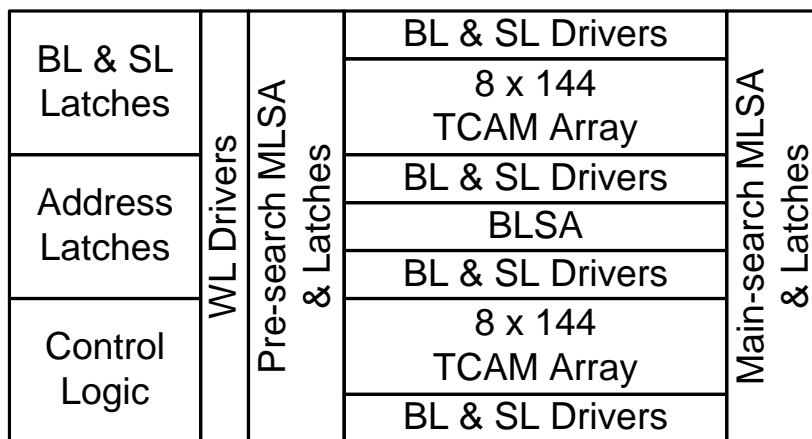 BL & SL
Latches
Address
Latches
Control
Logic
WL Drivers
Pre-search MLSA
& Latches
BL & SL Drivers
8 x 144
TCAM Array
BL & SL Drivers
BLSA
BL & SL Drivers
8 x 144
TCAM Array
BL & SL Drivers
Main-search MLSA
& Latches